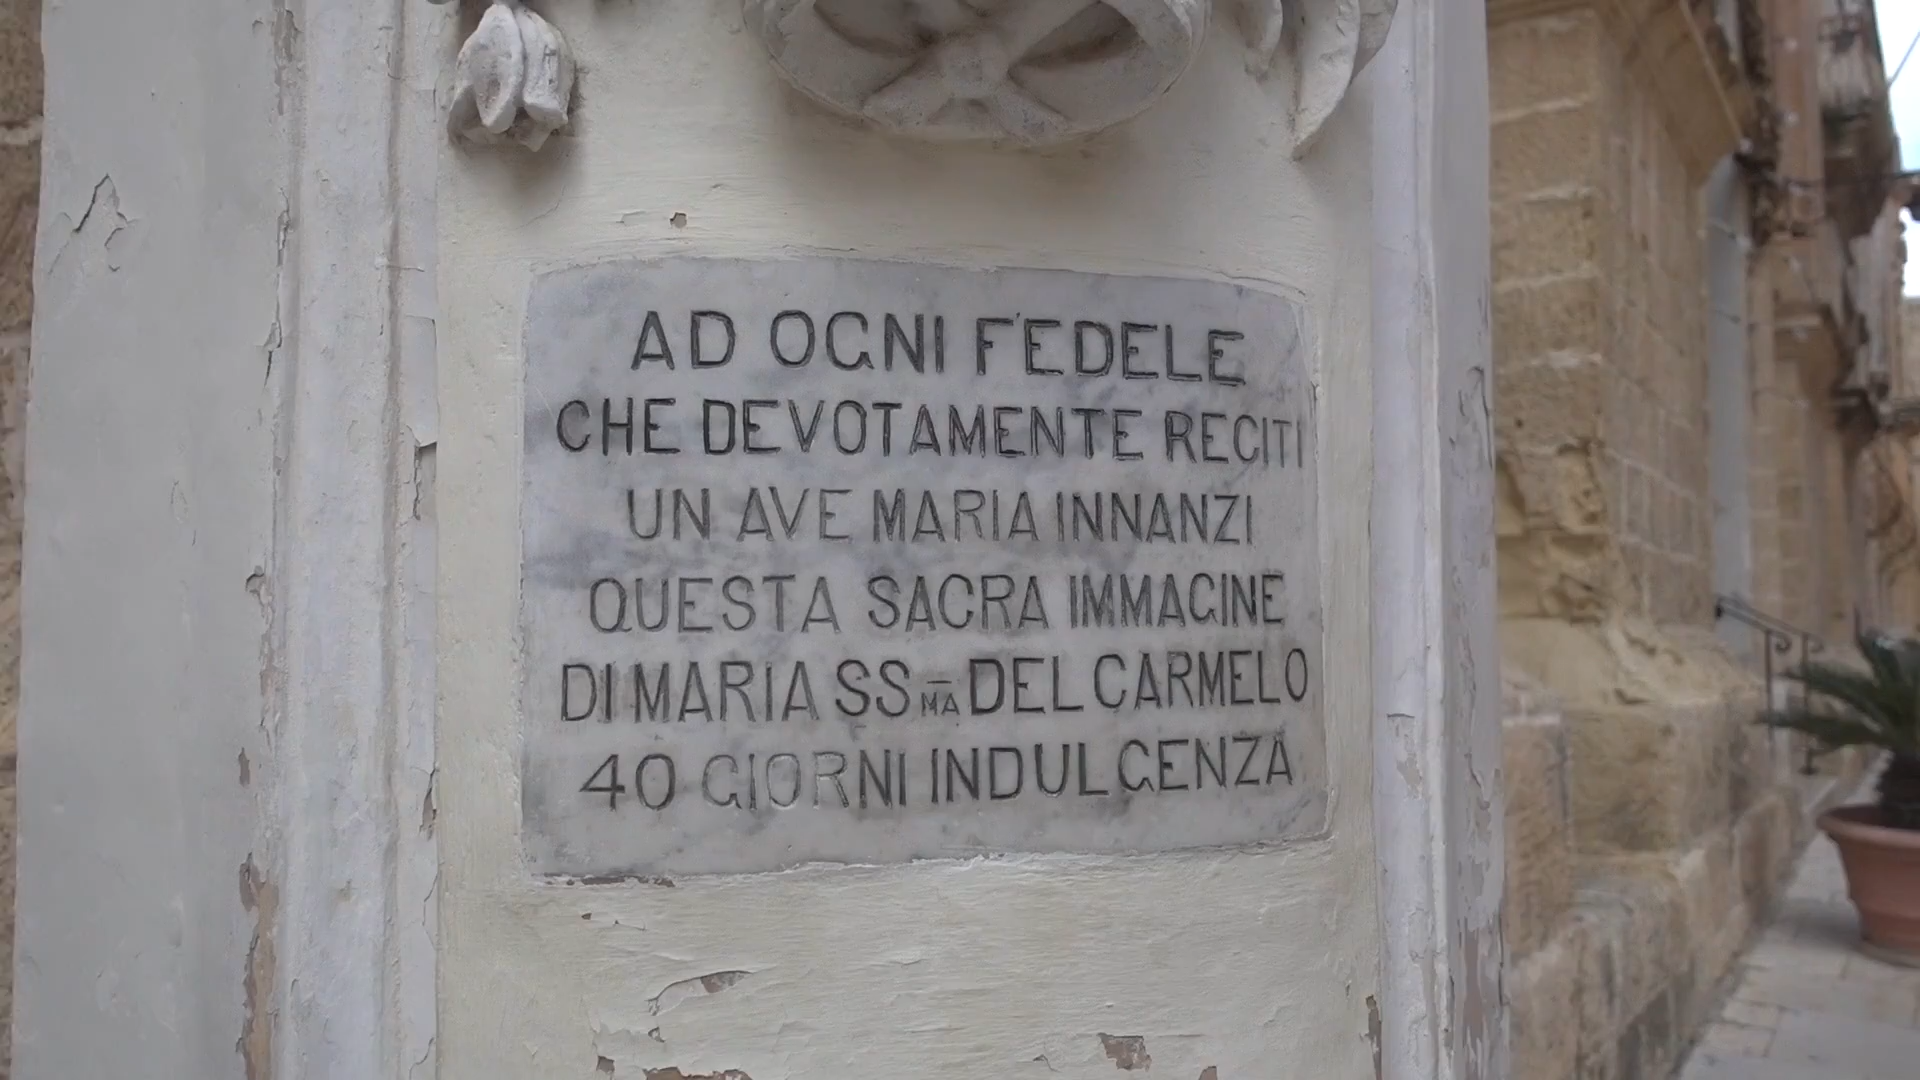 AD OGNI FEDELE
CHE DEVOTAMENTE RECITI
UN AVE MARIA INNANZI
QUESTA SACRA IMMAGINE
DI MARIA SSMA DEL CARMELO
40 GIORNI INDULGENZA